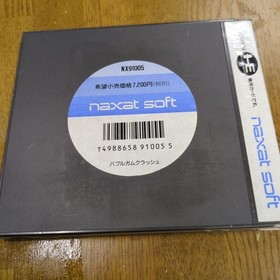 NX91005
希望小売価格7,200円(税別)
naxat soft
T4988658 91005 5
バブルガムクラッシュ
HE
naxat soft